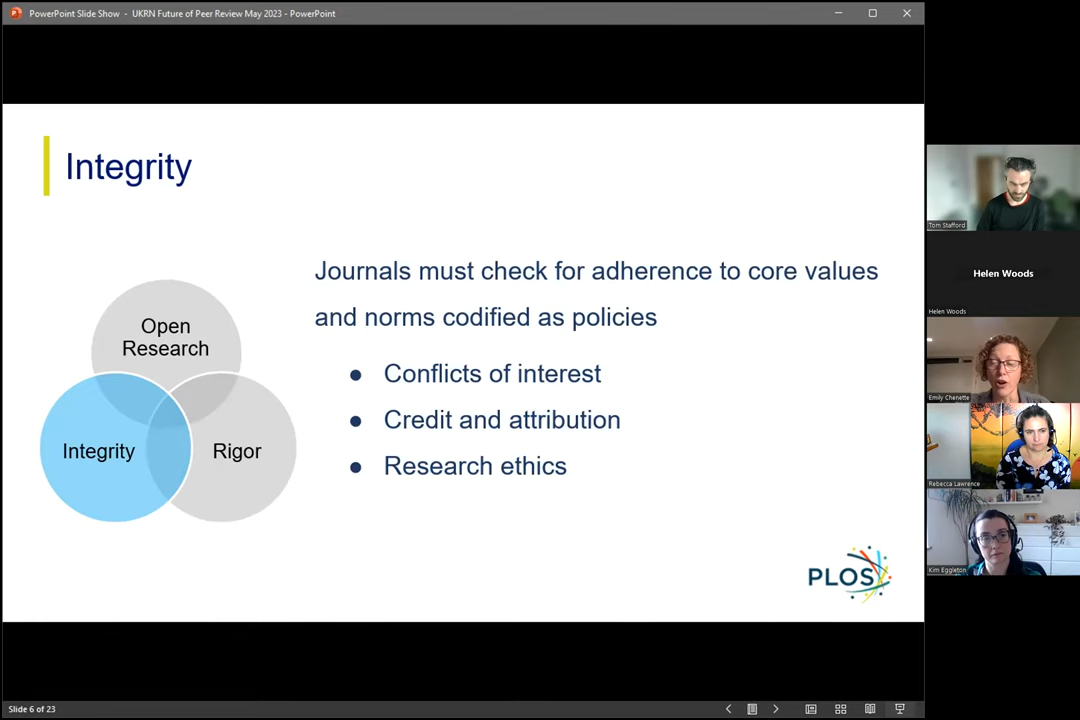 PowerPoint Slide Show - UKRN Future of Peer Review May 2023 - PowerPoint
Integrity
Open
Research
Integrity
Rigor
Journals must check for adherence to core values
and norms codified as policies
● Conflicts of interest
● Credit and attribution
● Research ethics
PLOS
Slide 6 of 23
Tom Stafford
Helen Woods
Helen Woods
Emily Chenette
Rebecca Lawrence
Kim Eggleton